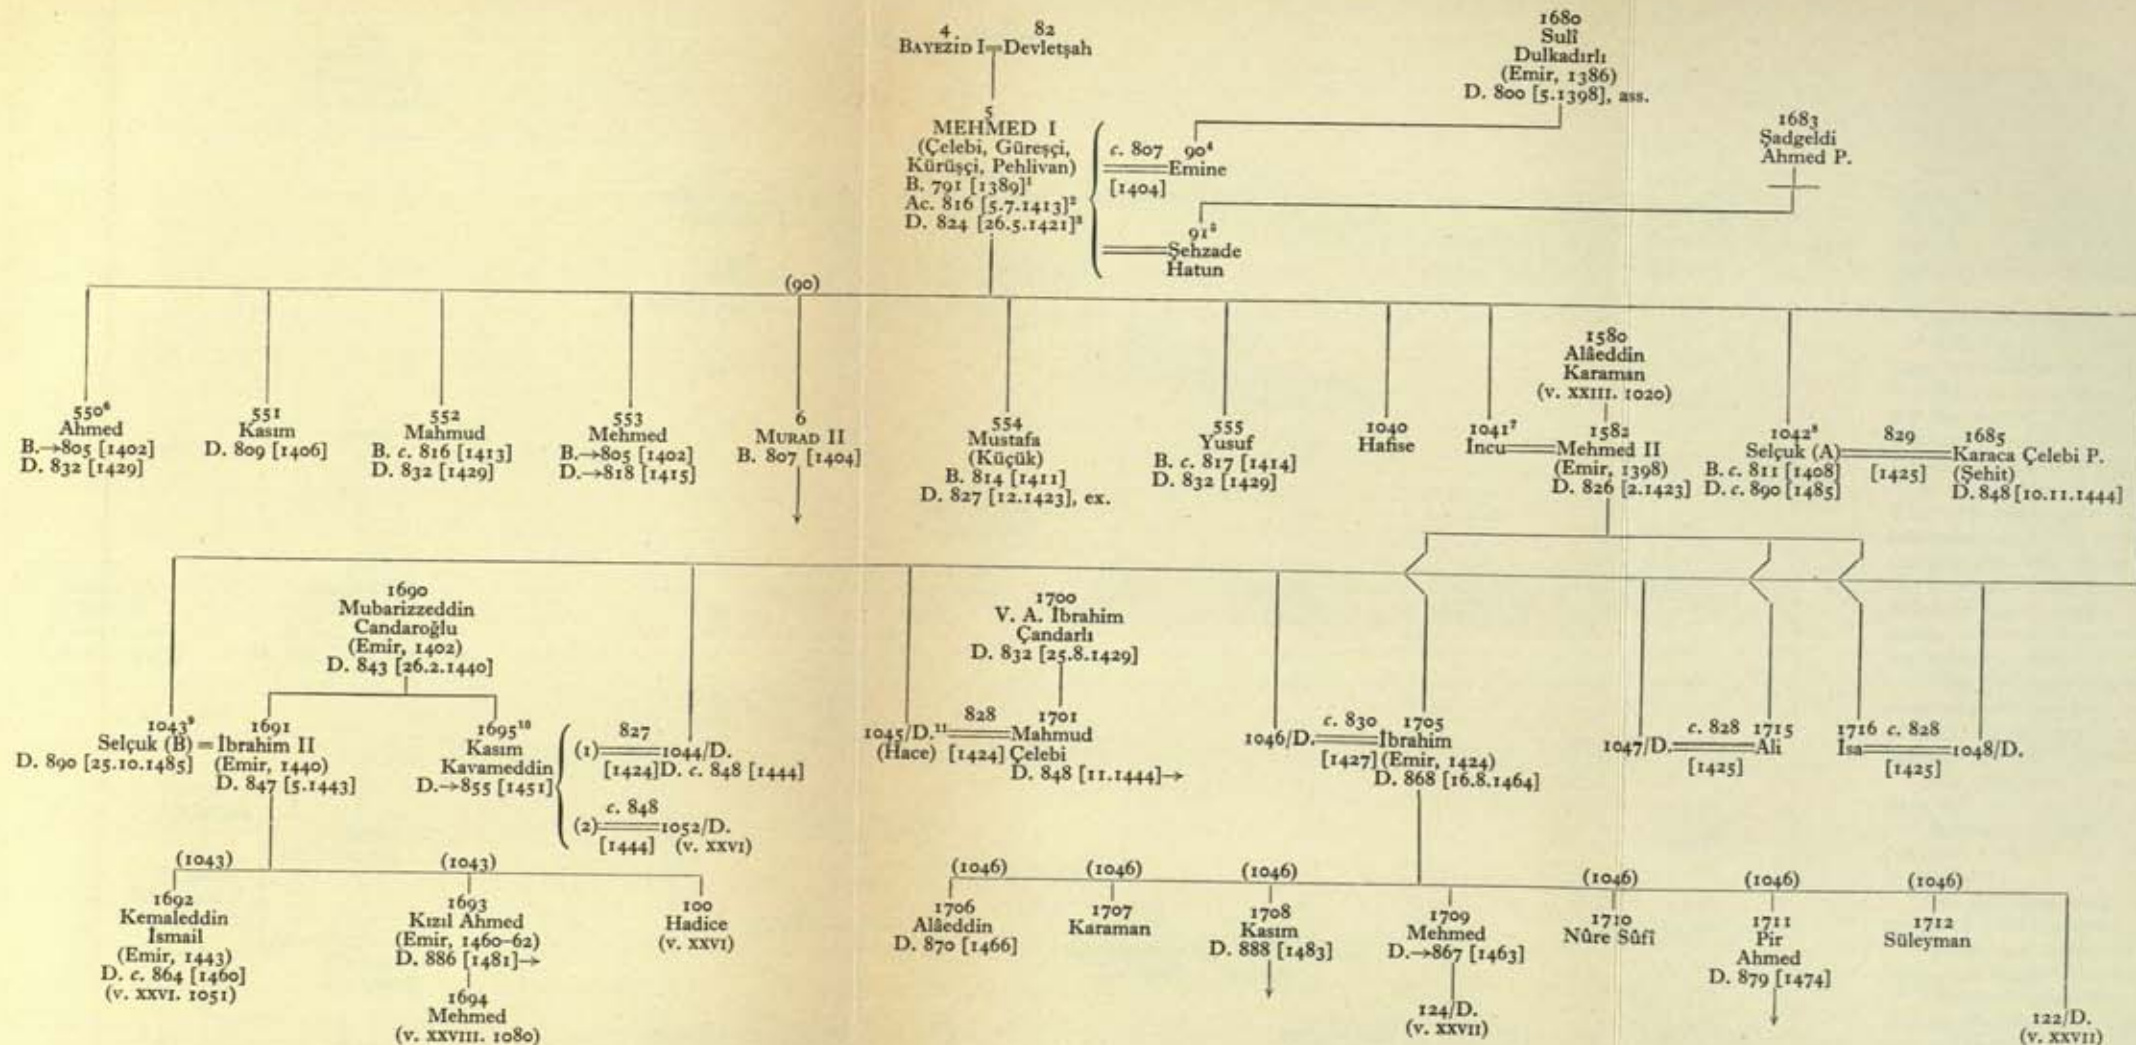 4. 82
BAYEZİD I Devletşah
1680
Sulî
Dulkadırlı
(Emir, 1386)
D. 800 [5.1398], ass.
5
MEHMED I
(Çelebi, Güreşçi,
Kürüşçi, Pehlivan)
B. 791 [1389]¹
Ac. 816 [5.7.1413]²
D. 824 [26.5.1421]³
c. 807 90⁴
Emine
[1404]
1683
Şadgeldi
Ahmed P.
91⁵
Şehzade
Hatun
(90)
550⁶
Ahmed
B.→805 [1402]
D. 832 [1429]
551
Kasım
D. 809 [1406]
552
Mahmud
B. c. 816 [1413]
D. 832 [1429]
553
Mehmed
B.→805 [1402]
D.→818 [1415]
6
MURAD II
B. 807 [1404]
554
Mustafa
(Küçük)
B. 814 [1411]
D. 827 [12.1423], ex.
555
Yusuf
B. c. 817 [1414]
D. 832 [1429]
1040
Hafise
1041⁷
İncu
1580
Alâeddin
Karaman
(v. XXIII. 1020)
1582
Mehmed II
(Emir, 1398)
D. 826 [2.1423]
1042⁸
Selçuk (A)
B. c. 811 [1408]
D. c. 890 [1485]
829
[1425]
1685
Karaca Çelebi P.
(Şehit)
D. 848 [10.11.1444]
1690
Mubarizzeddin
Candaroğlu
(Emir, 1402)
D. 843 [26.2.1440]
1700
V. A. İbrahim
Çandarlı
D. 832 [25.8.1429]
1043⁹
Selçuk (B) =
D. 890 [25.10.1485]
1691
İbrahim II
(Emir, 1440)
D. 847 [5.1443]
1695¹⁰
Kasım
Kavameddin
D.→855 [1451]
827
(1) 1044/D.
[1424] D. c. 848 [1444]
c. 848
(2) 1052/D.
[1444] (v. XXVI)
1045/D.¹¹
(Hace)
828
[1424]
1701
Mahmud
Çelebi
D. 848 [11.1444]→
1046/D.
c. 830
[1427]
1705
İbrahim
(Emir, 1424)
D. 868 [16.8.1464]
1047/D.
c. 828
[1425]
1715
Ali
1716
İsa
c. 828
[1425]
1048/D.
(1043)
(1043)
1692
Kemaleddin
İsmail
(Emir, 1443)
D. c. 864 [1460]
(v. XXVI. 1051)
1693
Kızıl Ahmed
(Emir, 1460-62)
D. 886 [1481]→
1694
Mehmed
(v. XXVIII. 1080)
100
Hadice
(v. XXVI)
(1046)
(1046)
(1046)
(1046)
(1046)
(1046)
1706
Alâeddin
D. 870 [1466]
1707
Karaman
1708
Kasım
D. 888 [1483]
1709
Mehmed
D.→867 [1463]
124/D.
(v. XXVII)
1710
Nûre Sûfî
1711
Pir
Ahmed
D. 879 [1474]
1712
Süleyman
122/D.
(v. XXVII)